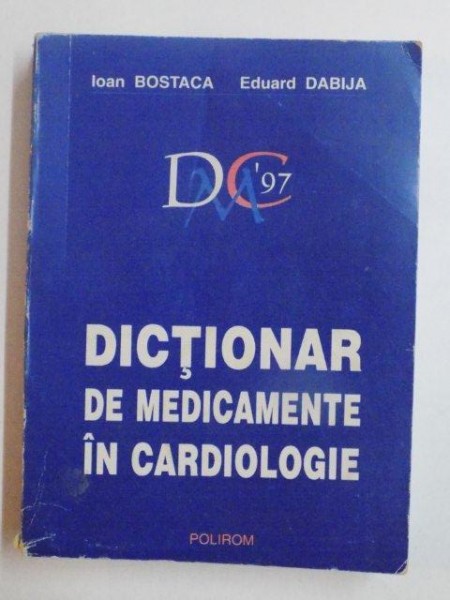 Ioan BOSTACA Eduard DABIJA
DMC'97
DICȚIONAR
DE MEDICAMENTE
ÎN CARDIOLOGIE
POLIROM